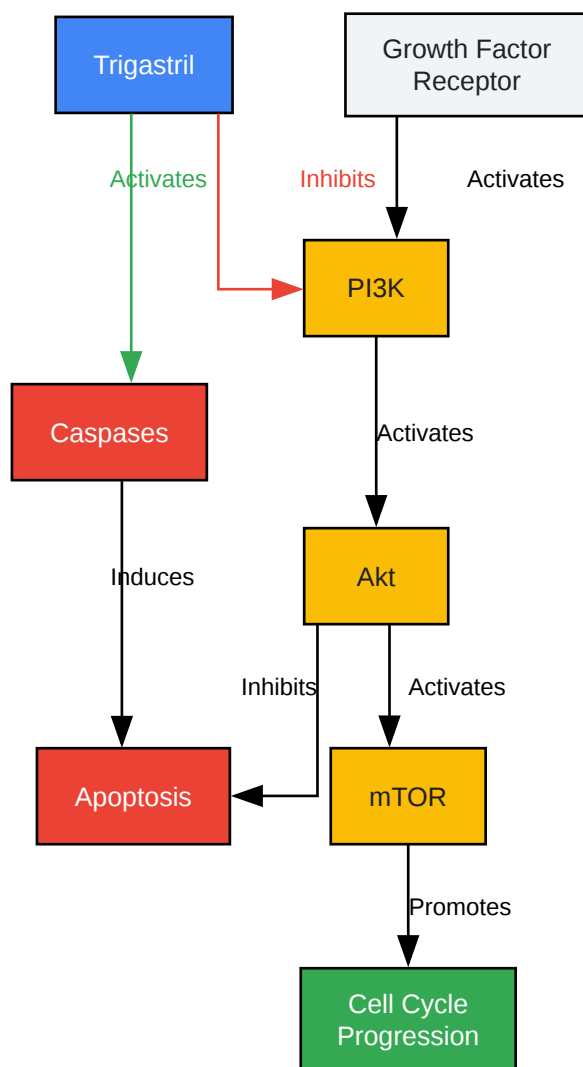 Trigastril
Growth Factor
Receptor
Activates
Inhibits
Activates
PI3K
Caspases
Activates
Induces
Akt
Inhibits
Activates
Apoptosis
mTOR
Promotes
Cell Cycle
Progression